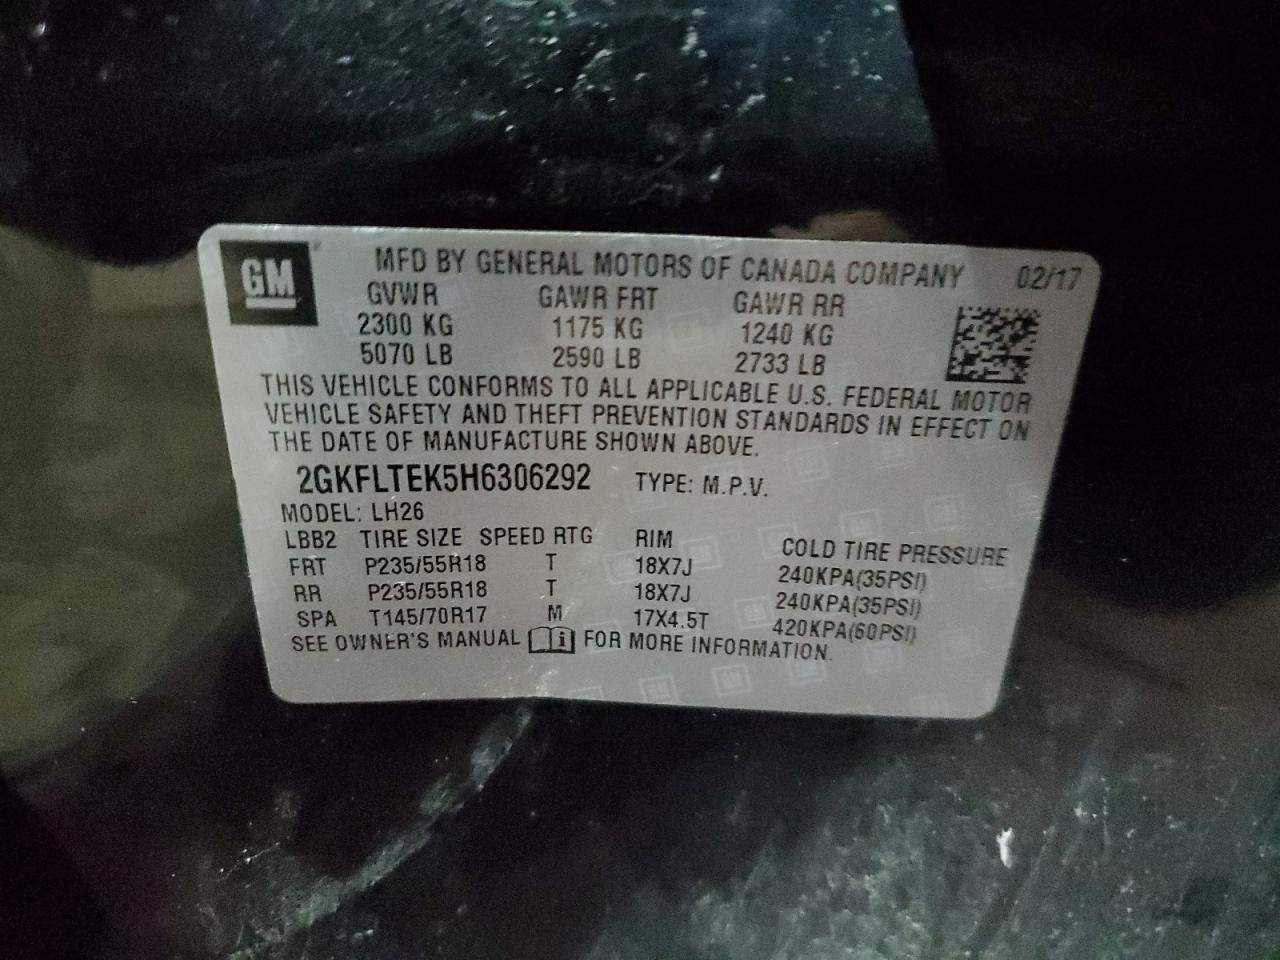 GM MFD BY GENERAL MOTORS OF CANADA COMPANY 02/17
GVWR GAWR FRT GAWR RR
2300 KG 1175 KG 1240 KG
5070 LB 2590 LB 2733 LB
THIS VEHICLE CONFORMS TO ALL APPLICABLE U.S. FEDERAL MOTOR
VEHICLE SAFETY AND THEFT PREVENTION STANDARDS IN EFFECT ON
THE DATE OF MANUFACTURE SHOWN ABOVE.
2GKFLTEK5H6306292 TYPE: M.P.V.
MODEL: LH26
LBB2 TIRE SIZE SPEED RTG RIM COLD TIRE PRESSURE
FRT P235/55R18 T 18X7J 240KPA(35PSI)
RR P235/55R18 T 18X7J 240KPA(35PSI)
SPA T145/70R17 M 17X4.5T 420KPA(60PSI)
SEE OWNER'S MANUAL i FOR MORE INFORMATION.